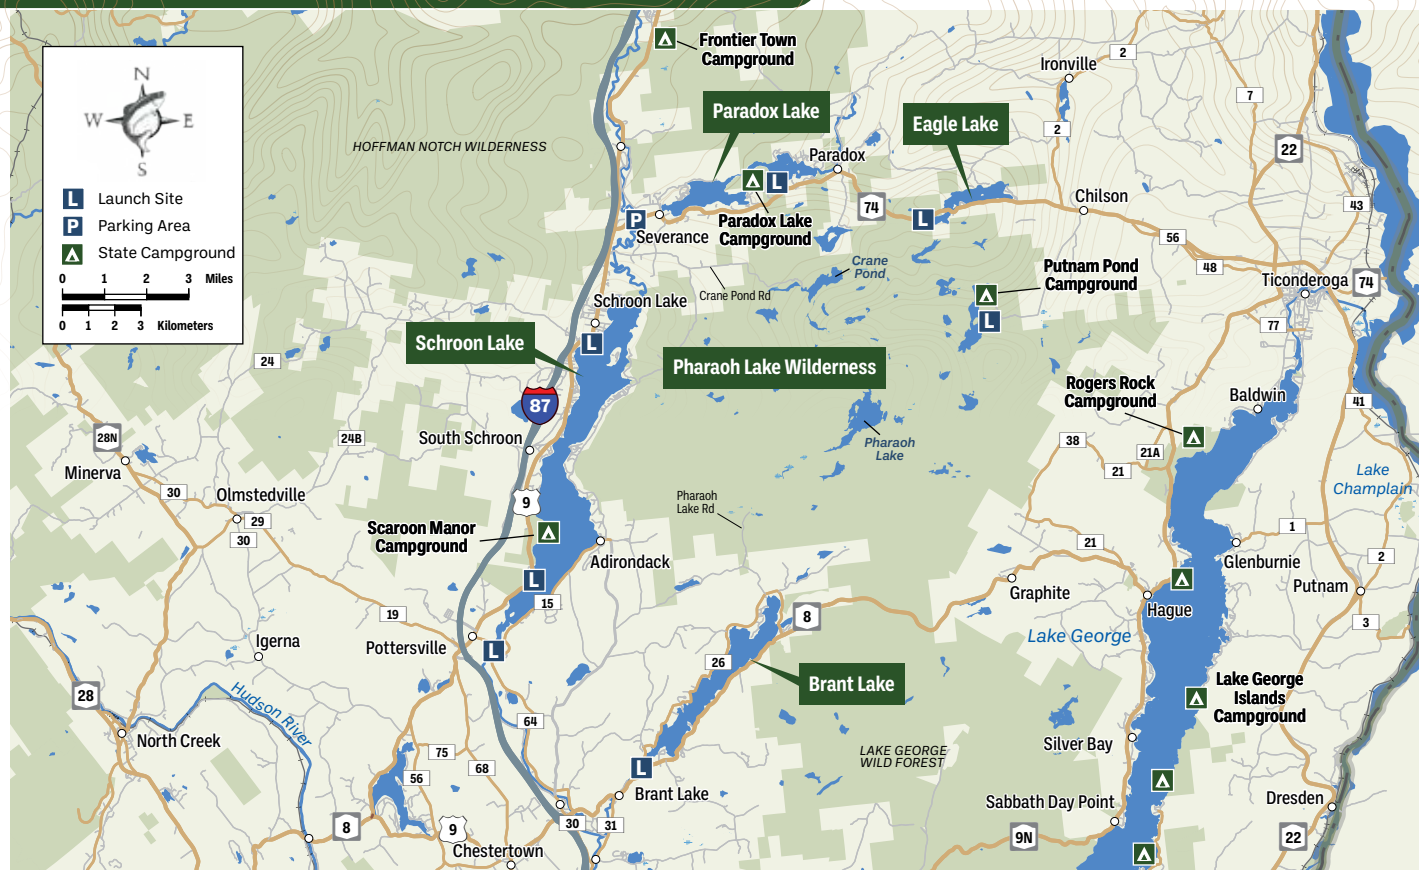 N
W
E
S
L
Launch Site
P
Parking Area
State Campground
0
1
2
3
Miles
0
1
2
3
Kilometers
Frontier Town
Campground
HOFFMAN NOTCH WILDERNESS
Paradox Lake
Eagle Lake
Ironville
2
7
2
22
Paradox
L
74
L
Chilson
43
P
Severance
Paradox Lake
Campground
56
48
Crane
Pond
Crane Pond Rd
Putnam Pond
Campground
L
Ticonderoga
74
77
Schroon Lake
L
Schroon Lake
Pharaoh Lake Wilderness
24
87
Rogers Rock
Campground
Baldwin
41
28N
24B
South Schroon
Pharaoh
Lake
38
21A
21
Minerva
30
Olmstedville
29
30
9
Pharaoh
Lake Rd
Lake
Champlain
Scaroon Manor
Campground
Adirondack
L
15
21
1
Glenburnie
2
Graphite
Putnam
19
8
Hague
3
Igerna
Pottersville
L
26
Lake George
Brant Lake
28
Hudson River
Lake George
Islands
Campground
North Creek
64
75
68
56
L
LAKE GEORGE
WILD FOREST
Silver Bay
Brant Lake
Sabbath Day Point
Dresden
8
9
30
31
9N
22
Chestertown